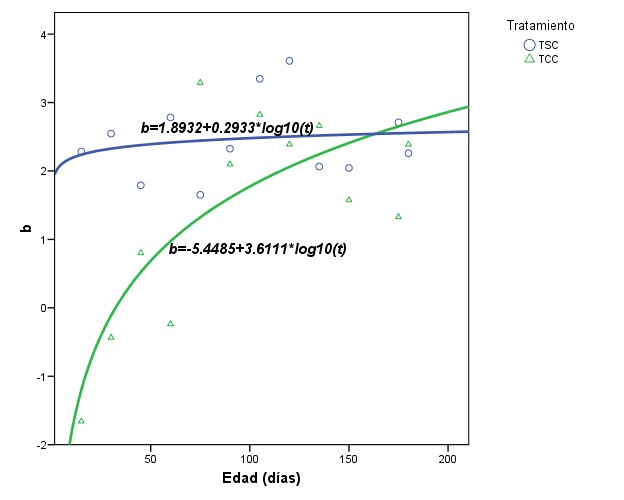 Tratamiento
TSC
TCC
4
3
2
1
0
-1
-2
b
b=1.8932+0.2933*log10(t)
b=-5.4485+3.6111*log10(t)
50
100
150
200
Edad (días)